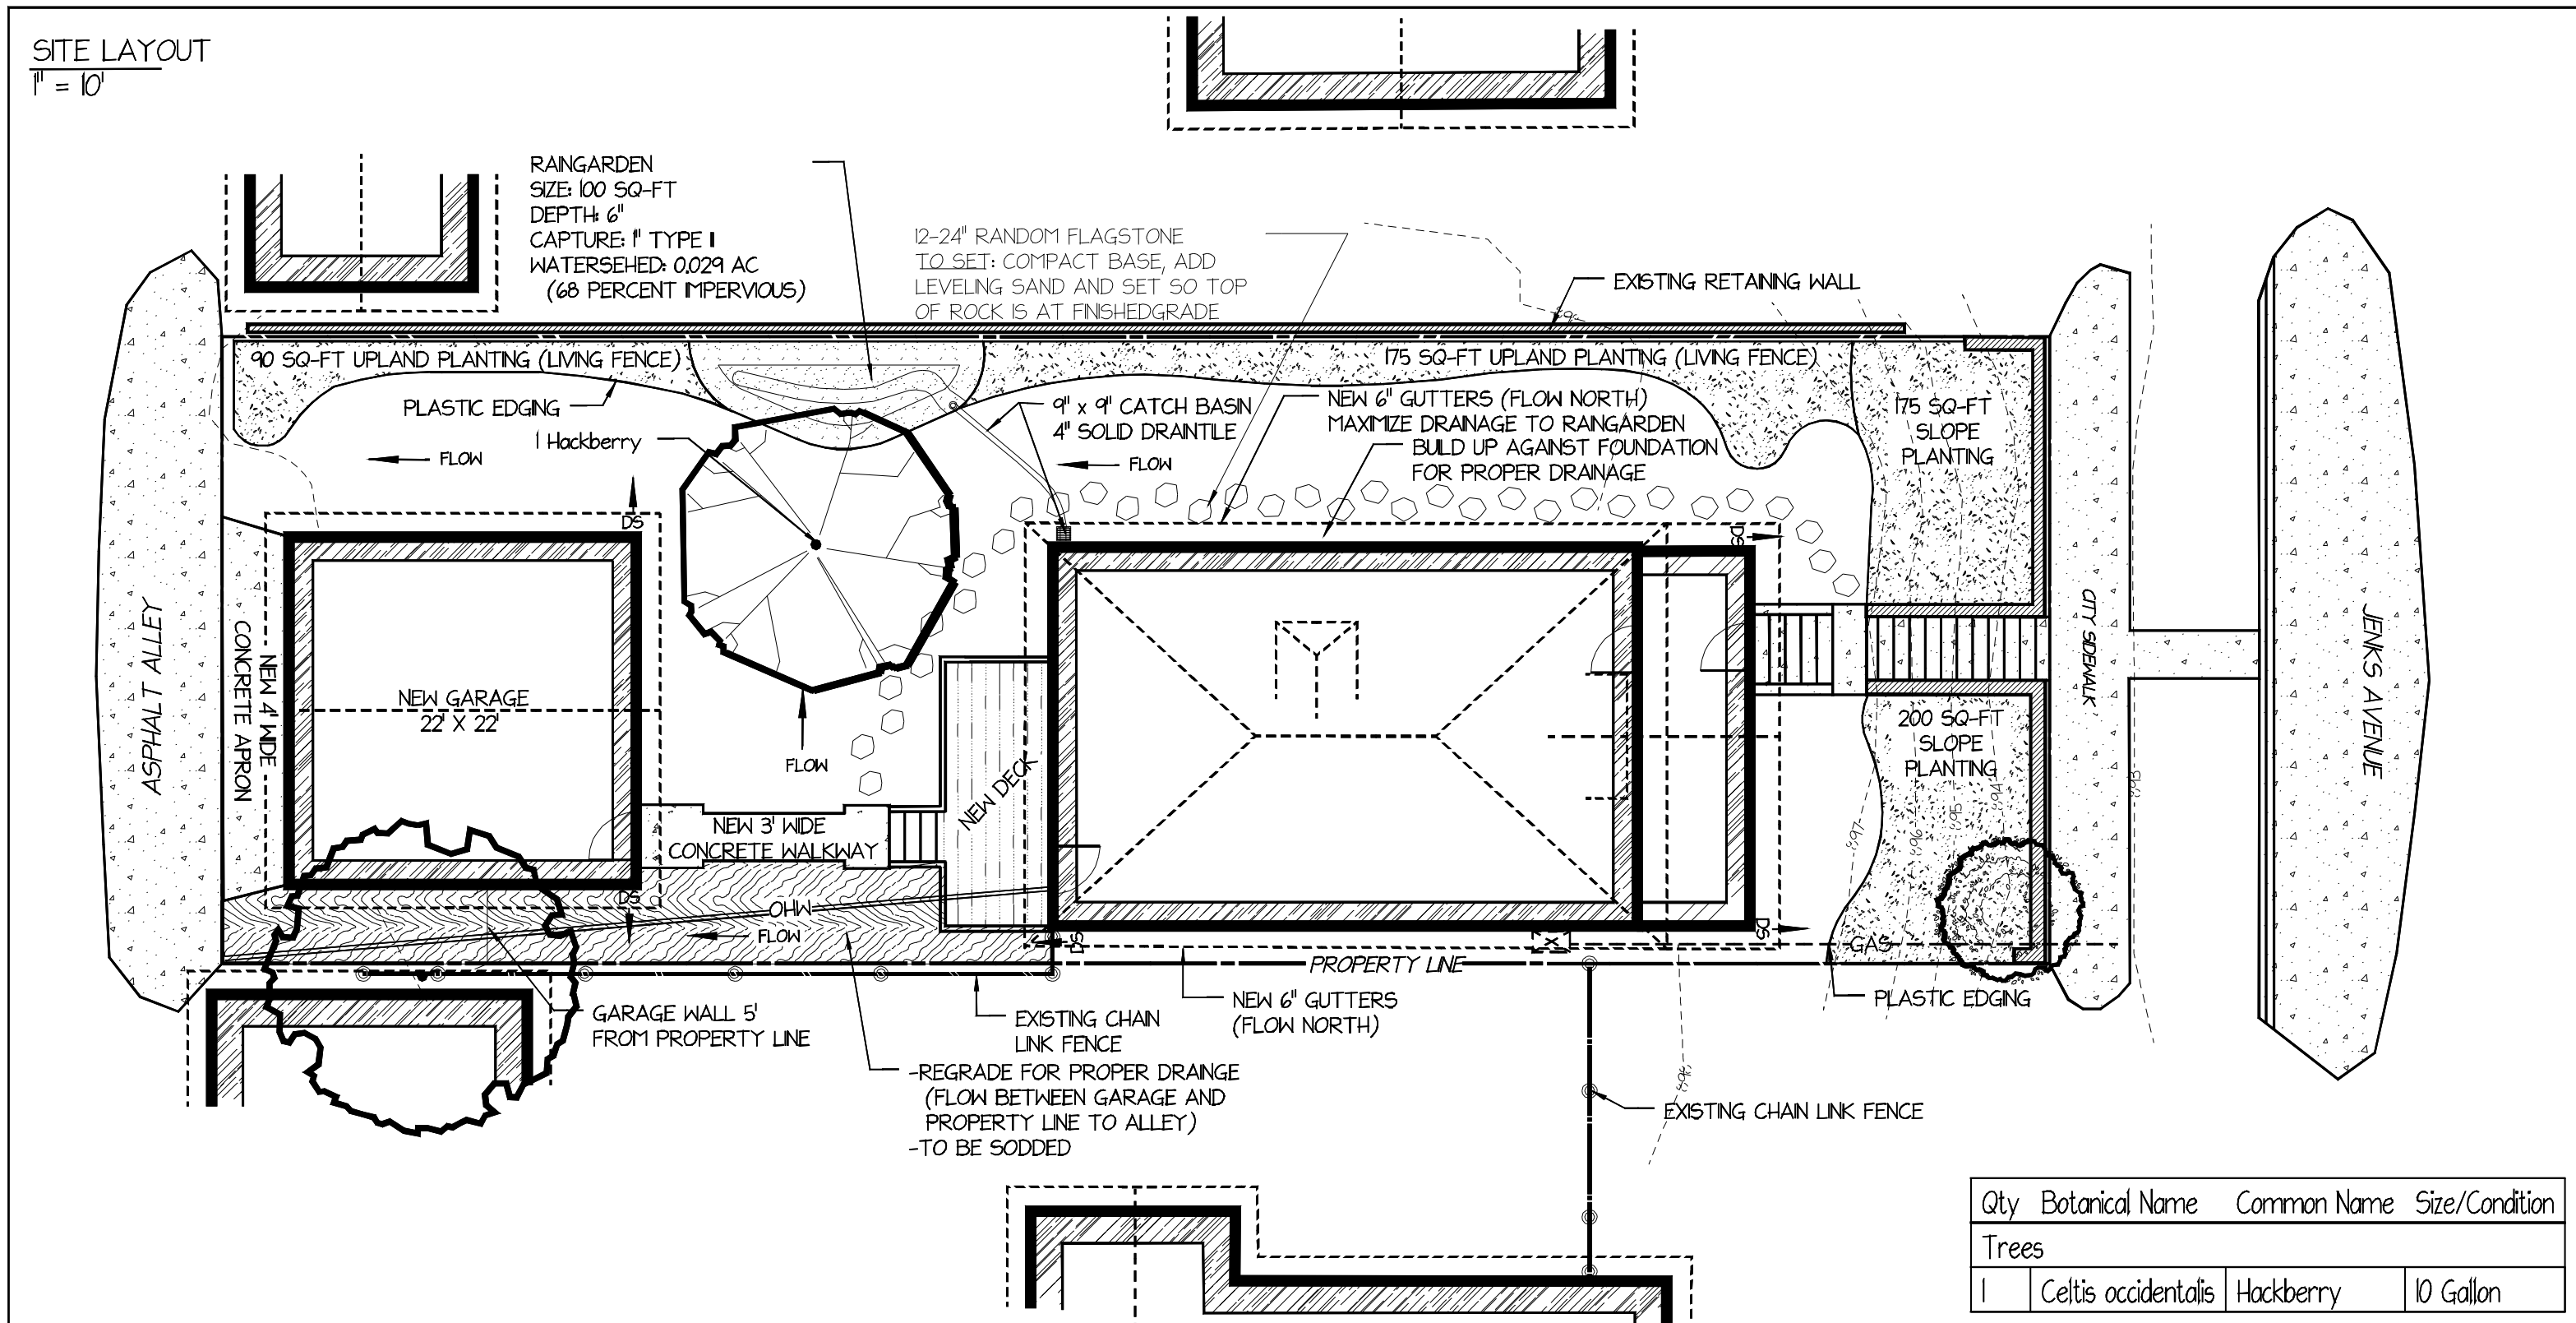 SITE LAYOUT
1" = 10'
RAINGARDEN
SIZE: 100 SQ-FT
DEPTH: 6"
CAPTURE: 1" TYPE II
WATERSEHED: 0.029 AC
(68 PERCENT IMPERVIOUS)
12-24" RANDOM FLAGSTONE
TO SET: COMPACT BASE, ADD
LEVELING SAND AND SET SO TOP
OF ROCK IS AT FINISHEDGRADE
EXISTING RETAINING WALL
90 SQ-FT UPLAND PLANTING (LIVING FENCE)
175 SQ-FT UPLAND PLANTING (LIVING FENCE)
PLASTIC EDGING
1 Hackberry
9" x 9" CATCH BASIN
4" SOLID DRAINTILE
NEW 6" GUTTERS (FLOW NORTH)
MAXIMIZE DRAINAGE TO RAINGARDEN
BUILD UP AGAINST FOUNDATION
FOR PROPER DRAINAGE
175 SQ-FT
SLOPE
PLANTING
FLOW
FLOW
DS
DS
ASPHALT ALLEY
NEW 4' WIDE
CONCRETE APRON
NEW GARAGE
22' X 22'
FLOW
NEW DECK
NEW 3' WIDE
CONCRETE WALKWAY
CITY SIDEWALK
JENKS AVENUE
200 SQ-FT
SLOPE
PLANTING
897
896
895
894
893
DS
OHW
FLOW
DS
DS
X
GAS
PROPERTY LINE
PLASTIC EDGING
GARAGE WALL 5'
FROM PROPERTY LINE
EXISTING CHAIN
LINK FENCE
NEW 6" GUTTERS
(FLOW NORTH)
-REGRADE FOR PROPER DRAINGE
(FLOW BETWEEN GARAGE AND
PROPERTY LINE TO ALLEY)
-TO BE SODDED
EXISTING CHAIN LINK FENCE
Qty Botanical Name Common Name Size/Condition
Trees
1 Celtis occidentalis Hackberry 10 Gallon